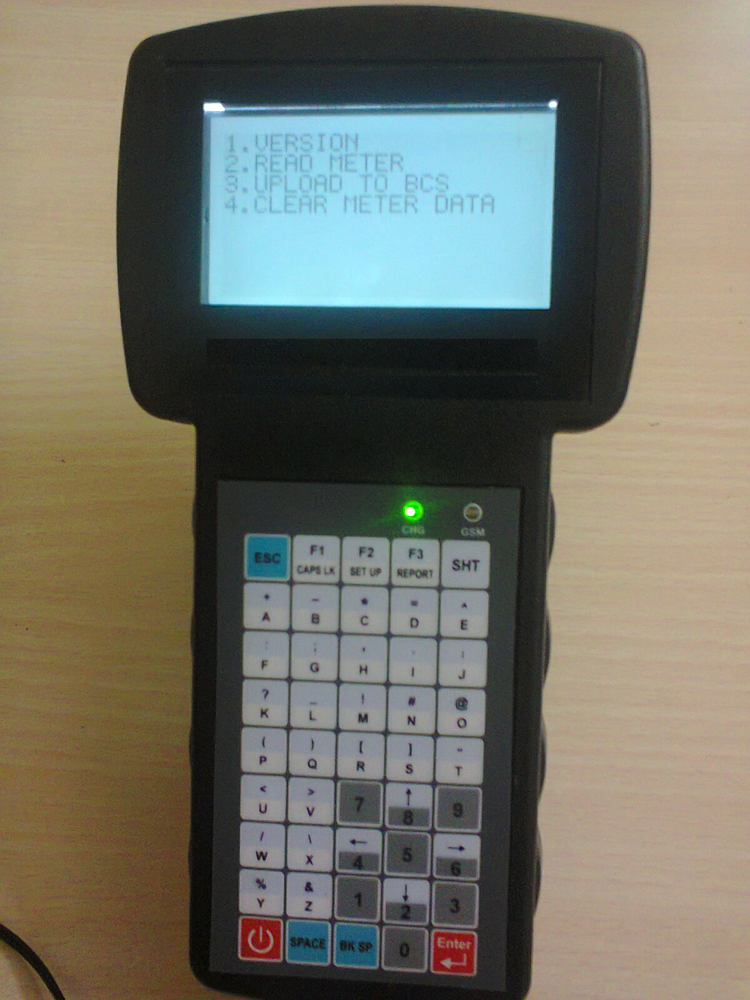 1.VERSION
2.READ METER
3.UPLOAD TO BCS
4.CLEAR METER DATA
CHG GSM
ESC F1 F2 F3 SHT
CAPS LK SET UP REPORT
+ - * = ^
A B C D E
: ; ,
F G H I J
? _ ! # @
K L M N O
( ) [ ]
P Q R S T
< > 7 ↑ 9
U V 8
/ \ ← 5 →
W X 4 6
% & 1 ↓ 3
Y Z 2
SPACE BK SP 0 Enter